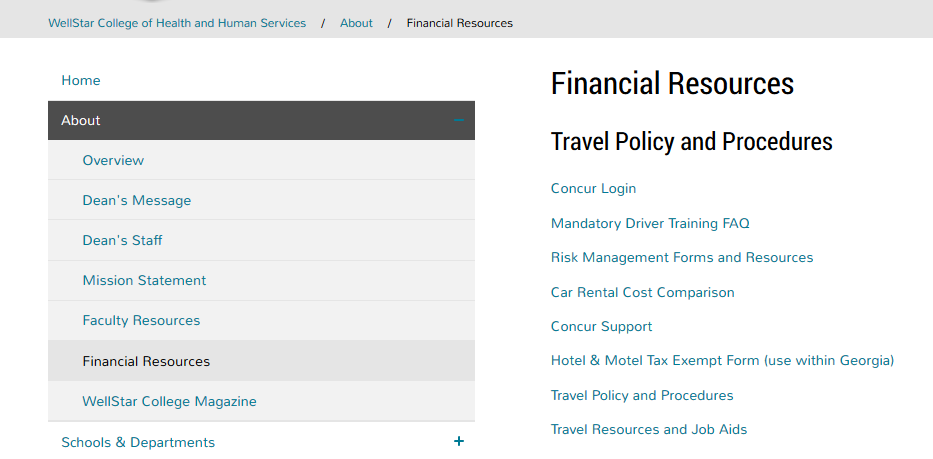 WellStar College of Health and Human Services / About / Financial Resources
Home
About
Overview
Dean's Message
Dean's Staff
Mission Statement
Faculty Resources
Financial Resources
WellStar College Magazine
Schools & Departments
Financial Resources
Travel Policy and Procedures
Concur Login
Mandatory Driver Training FAQ
Risk Management Forms and Resources
Car Rental Cost Comparison
Concur Support
Hotel & Motel Tax Exempt Form (use within Georgia)
Travel Policy and Procedures
Travel Resources and Job Aids